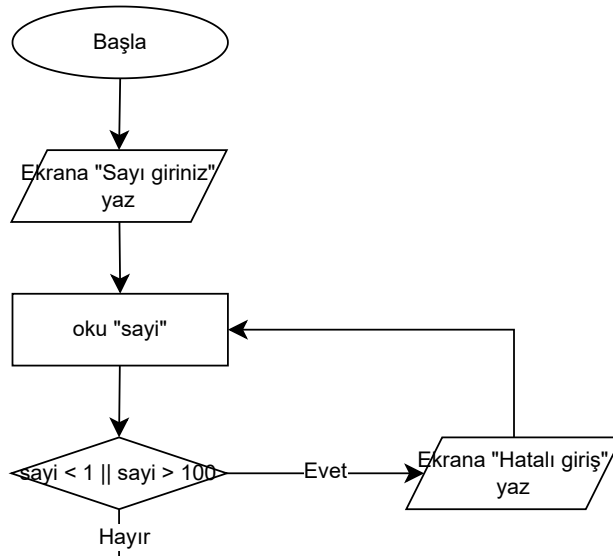 Başla
Ekrana "Sayı giriniz"
yaz
oku "sayi"
sayi < 1 || sayi > 100
Evet
Ekrana "Hatalı giriş"
yaz
Hayır